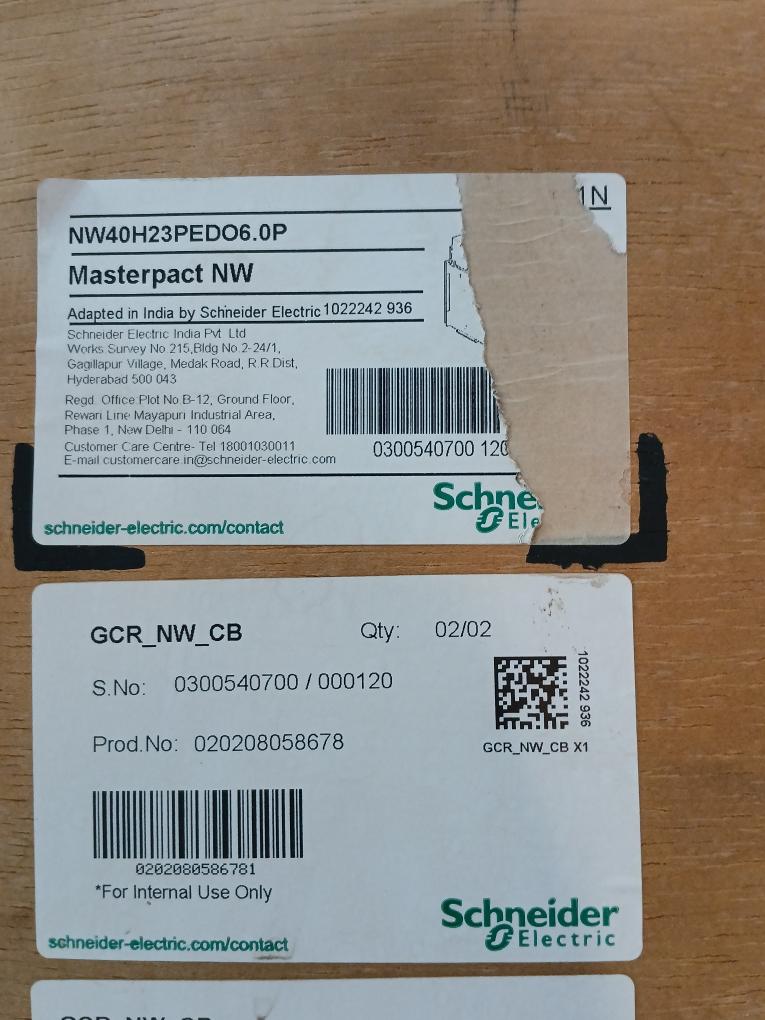 1N
NW40H23PEDO6.0P
Masterpact NW
Adapted in India by Schneider Electric 1022242 936
Schneider Electric India Pvt Ltd
Works Survey No 215,Bldg No 2-24/1,
Gagillapur Village, Medak Road, R.R Dist,
Hyderabad 500 043
Regd. Office:Plot No B-12, Ground Floor,
Rewari Line Mayapuri Industrial Area,
Phase 1, New Delhi - 110 064
Customer Care Centre- Tel 18001030011
E-mail customercare.in@schneider-electric.com
0300540700 120
Schne
Ele
schneider-electric.com/contact
GCR_NW_CB Qty: 02/02
S.No: 0300540700 / 000120
1022242 936
Prod.No: 020208058678
GCR_NW_CB X1
0202080586781
*For Internal Use Only
Schneider
Electric
schneider-electric.com/contact